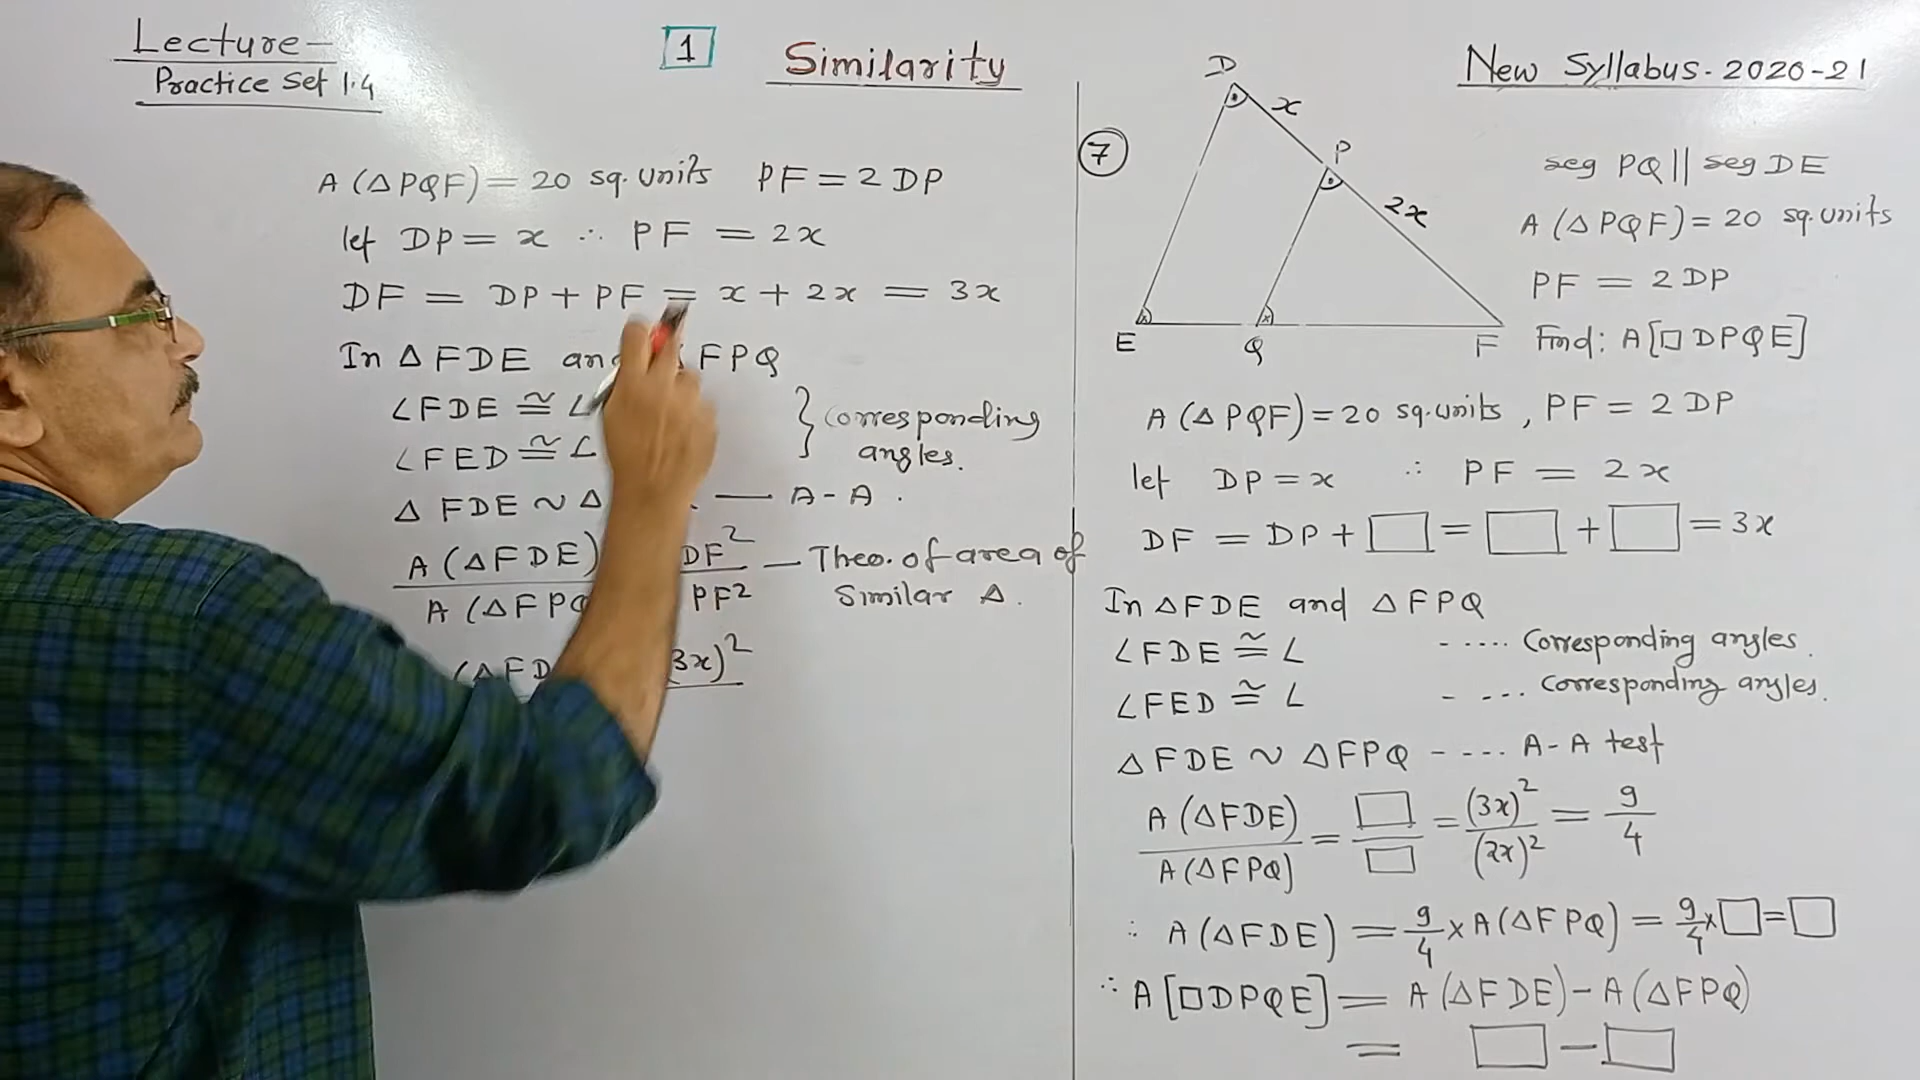 Lecture-
Practice Set 1.4
1
Similarity
New Syllabus. 2020-21
A (△PQF) = 20 sq. units PF = 2 DP
let DP = x ∴ PF = 2x
DF = DP + PF = x + 2x = 3x
In △ FDE and FPQ
∠FDE ≅ ∠
∠FED ≅ ∠
} corresponding
angles.
△ FDE ~ △ — A-A.
A (△FDE) DF² — Theo. of area of
A (△FPQ PF² Similar △.
(△FD (3x)²
7
D
x
P
2x
E
Q
F
seg PQ || seg DE
A (△PQF) = 20 sq. units
PF = 2 DP
Find: A[□ DPQE]
A (△PQF) = 20 sq. units, PF = 2 DP
let DP = x ∴ PF = 2x
DF = DP + □ = □ + □ = 3x
In △FDE and △FPQ
∠FDE ≅ ∠ ----- Corresponding angles.
∠FED ≅ ∠ - --- Corresponding angles.
△FDE ~ △FPQ ----- A-A test
A(△FDE)/A(△FPQ) = □/□ = (3x)²/(2x)² = 9/4
∴ A(△FDE) = 9/4 × A(△FPQ) = 9/4 × □ = □
∴ A[□DPQE] = A(△FDE) - A(△FPQ)
= □ - □